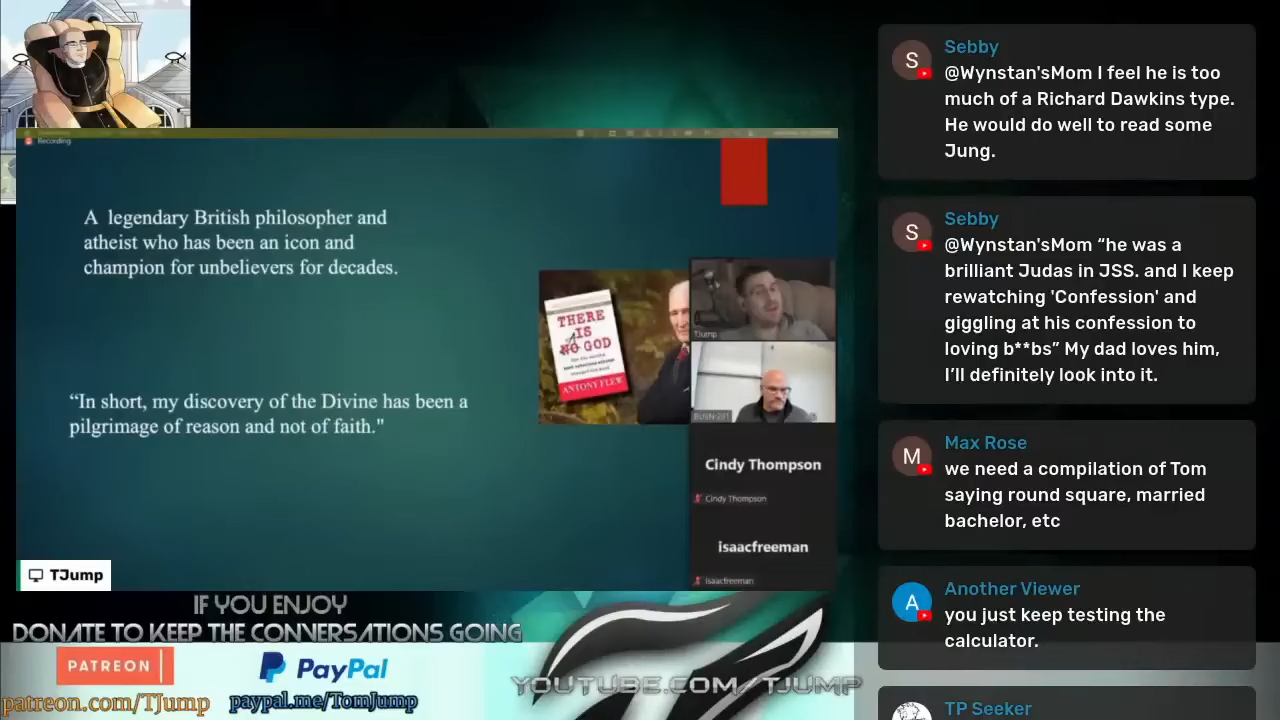 Recording
A legendary British philosopher and
atheist who has been an icon and
champion for unbelievers for decades.
“In short, my discovery of the Divine has been a
pilgrimage of reason and not of faith."
THERE
IS
A
NO GOD
ANTONY FLEW
TJump
Cindy Thompson
Cindy Thompson
isaacfreeman
isaacfreeman
TJump
IF YOU ENJOY
DONATE TO KEEP THE CONVERSATIONS GOING
PATREON
PayPal
patreon.com/TJump
paypal.me/TomJump
YOUTUBE.COM/TJUMP
S
Sebby
@Wynstan'sMom I feel he is too
much of a Richard Dawkins type.
He would do well to read some
Jung.
S
Sebby
@Wynstan'sMom “he was a
brilliant Judas in JSS. and I keep
rewatching 'Confession' and
giggling at his confession to
loving b**bs” My dad loves him,
I’ll definitely look into it.
M
Max Rose
we need a compilation of Tom
saying round square, married
bachelor, etc
A
Another Viewer
you just keep testing the
calculator.
TP Seeker